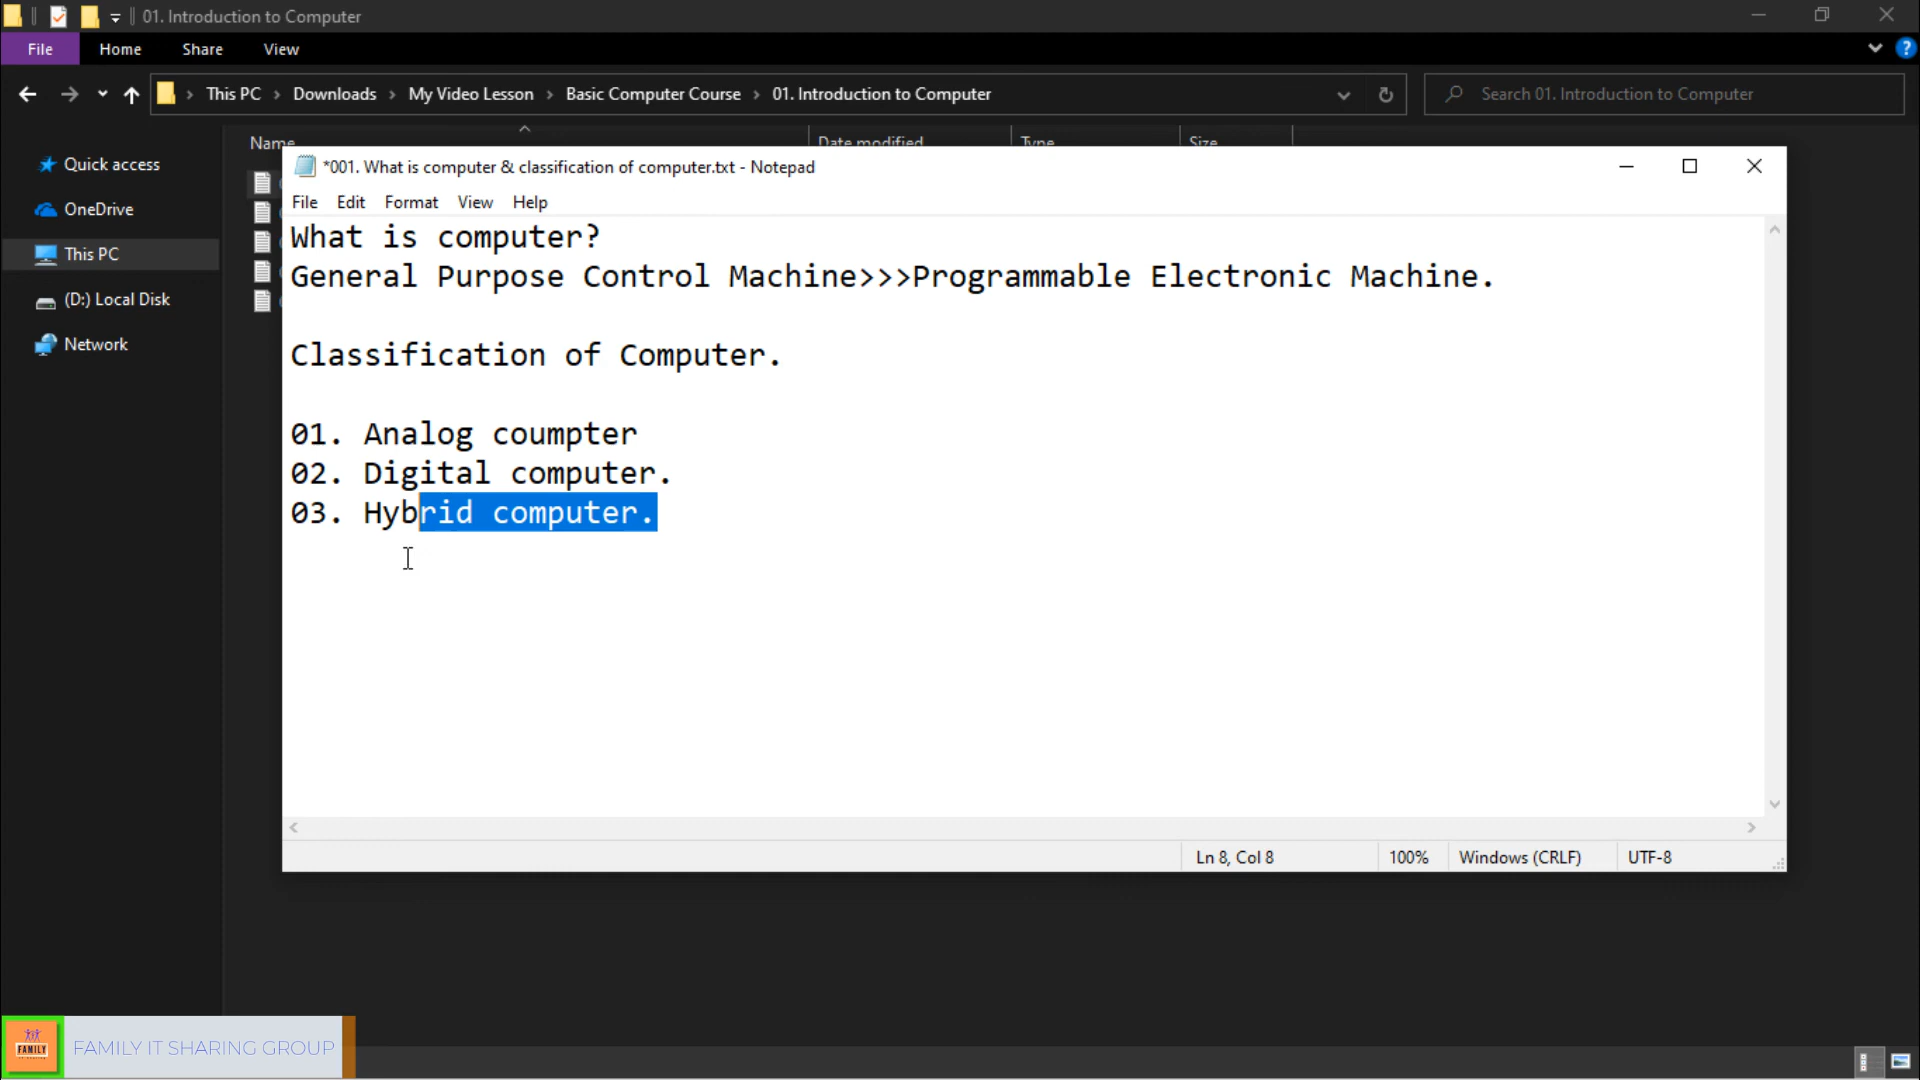 01. Introduction to Computer
File Home Share View
This PC > Downloads > My Video Lesson > Basic Computer Course > 01. Introduction to Computer
Search 01. Introduction to Computer
Quick access
OneDrive
This PC
(D:) Local Disk
Network
Name Date modified Type Size
*001. What is computer & classification of computer.txt - Notepad
File Edit Format View Help
What is computer?
General Purpose Control Machine>>>Programmable Electronic Machine.
Classification of Computer.
01. Analog coumpter
02. Digital computer.
03. Hybrid computer.
Ln 8, Col 8 100% Windows (CRLF) UTF-8
FAMILY
FAMILY IT SHARING GROUP